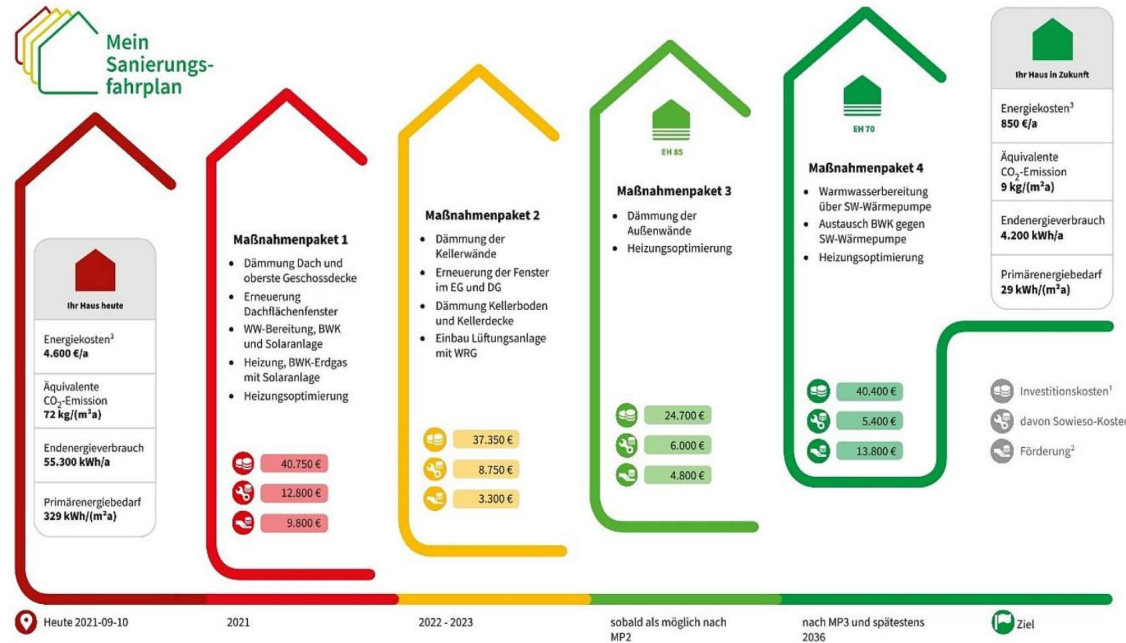 Mein
Sanierungs-
fahrplan
Ihr Haus heute
Energiekosten³
4.600 €/a
Äquivalente
CO₂-Emission
72 kg/(m²a)
Endenergieverbrauch
55.300 kWh/a
Primärenergiebedarf
329 kWh/(m²a)
Maßnahmenpaket 1
• Dämmung Dach und
oberste Geschossdecke
• Erneuerung
Dachflächenfenster
• WW-Bereitung, BWK
und Solaranlage
• Heizung, BWK-Erdgas
mit Solaranlage
• Heizungsoptimierung
40.750 €
12.800 €
9.800 €
Maßnahmenpaket 2
• Dämmung der
Kellerwände
• Erneuerung der Fenster
im EG und DG
• Dämmung Kellerboden
und Kellerdecke
• Einbau Lüftungsanlage
mit WRG
37.350 €
8.750 €
3.300 €
EH 85
Maßnahmenpaket 3
• Dämmung der
Außenwände
• Heizungsoptimierung
24.700 €
6.000 €
4.800 €
EH 70
Maßnahmenpaket 4
• Warmwasserbereitung
über SW-Wärmepumpe
• Austausch BWK gegen
SW-Wärmepumpe
• Heizungsoptimierung
40.400 €
5.400 €
13.800 €
Ihr Haus in Zukunft
Energiekosten³
850 €/a
Äquivalente
CO₂-Emission
9 kg/(m²a)
Endenergieverbrauch
4.200 kWh/a
Primärenergiebedarf
29 kWh/(m²a)
Investitionskosten¹
davon Sowieso-Koste
Förderung²
Heute 2021-09-10
2021
2022 - 2023
sobald als möglich nach
MP2
nach MP3 und spätestens
2036
Ziel